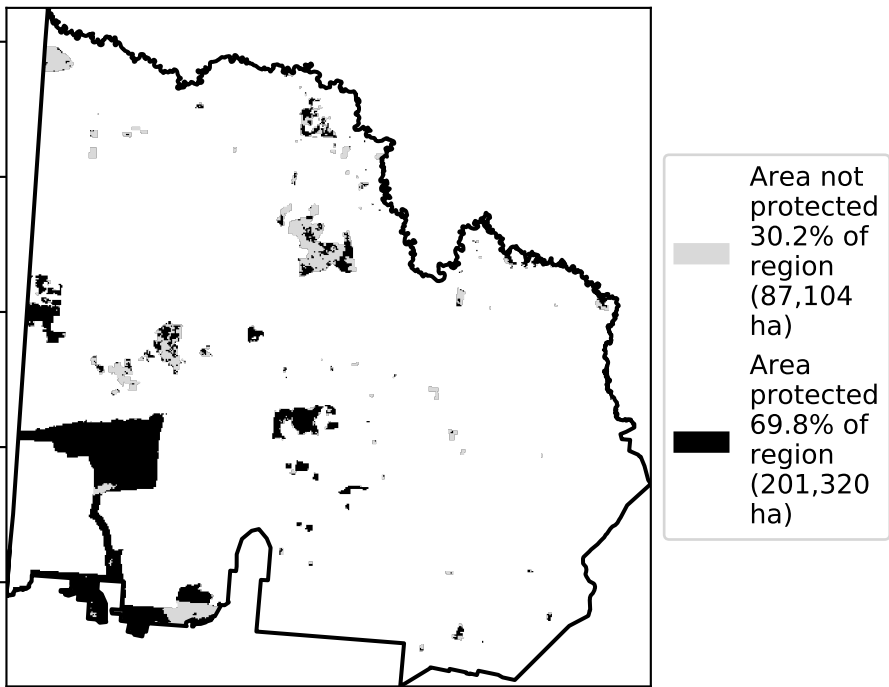 Area not
protected
30.2% of
region
(87,104
ha)
Area
protected
69.8% of
region
(201,320
ha)